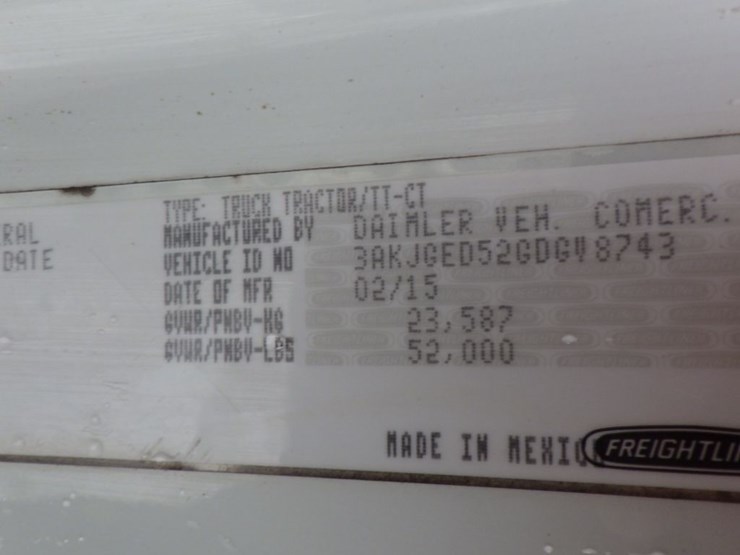 TYPE: TRUCK TRACTOR/TT-CT
RAL MANUFACTURED BY DAIMLER VEH. COMERC.
DATE VEHICLE ID NO 3AKJGED52GDGV8743
DATE OF MFR 02/15
GVWR/PNBV-KG 23,587
GVWR/PNBV-LBS 52,000
MADE IN MEXIC FREIGHTLI